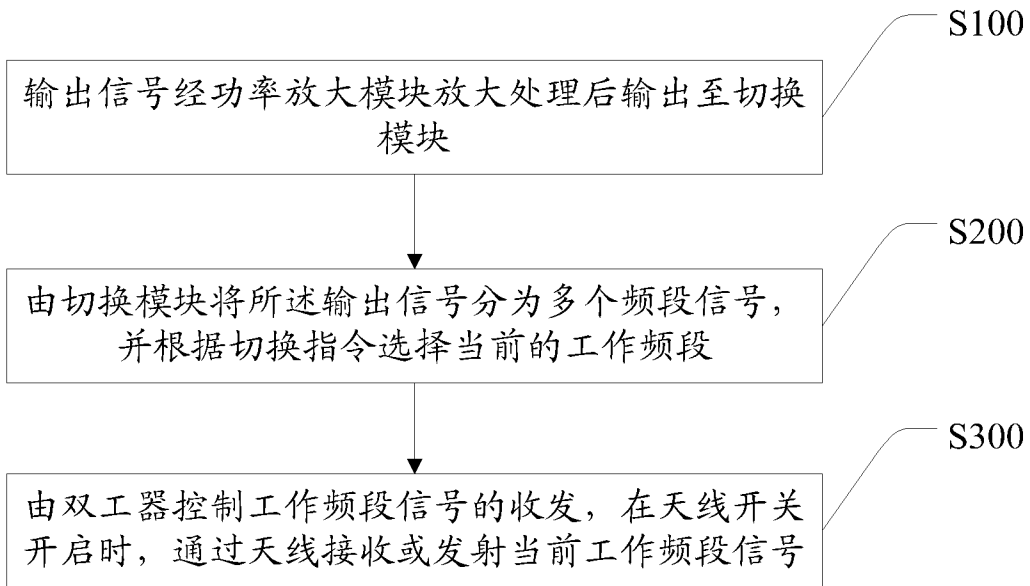 S100
输出信号经功率放大模块放大处理后输出至切换
模块
S200
由切换模块将所述输出信号分为多个频段信号，
并根据切换指令选择当前的工作频段
S300
由双工器控制工作频段信号的收发，在天线开关
开启时，通过天线接收或发射当前工作频段信号